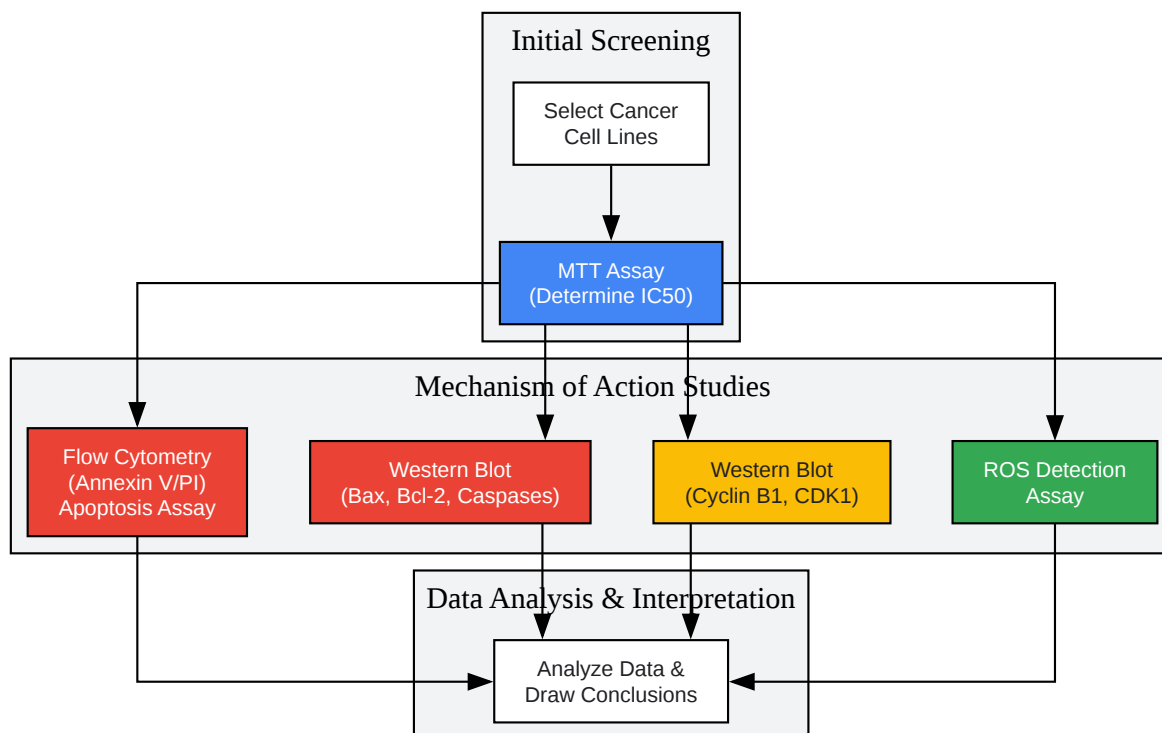 Initial Screening
Select Cancer
Cell Lines
MTT Assay
(Determine IC50)
Mechanism of Action Studies
Flow Cytometry
(Annexin V/PI)
Apoptosis Assay
Western Blot
(Bax, Bcl-2, Caspases)
Western Blot
(Cyclin B1, CDK1)
ROS Detection
Assay
Data Analysis & Interpretation
Analyze Data &
Draw Conclusions